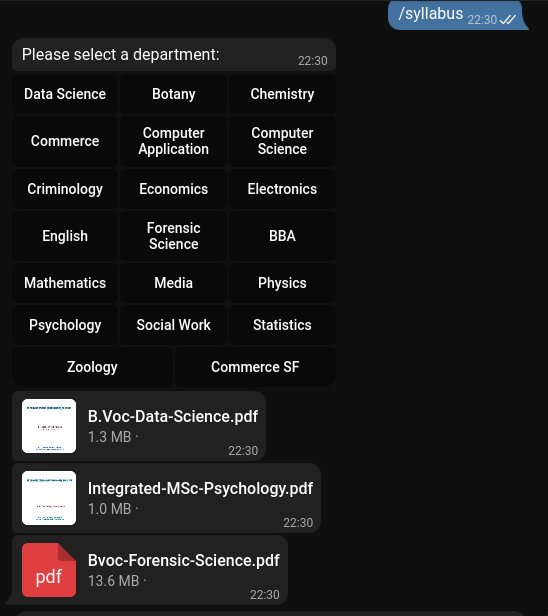 /syllabus 22:30
Please select a department:
22:30
Data Science Botany Chemistry
Commerce Computer Application Computer Science
Criminology Economics Electronics
English Forensic Science BBA
Mathematics Media Physics
Psychology Social Work Statistics
Zoology Commerce SF
B.Voc-Data-Science.pdf
1.3 MB ·
22:30
Integrated-MSc-Psychology.pdf
1.0 MB ·
22:30
pdf
Bvoc-Forensic-Science.pdf
13.6 MB ·
22:30